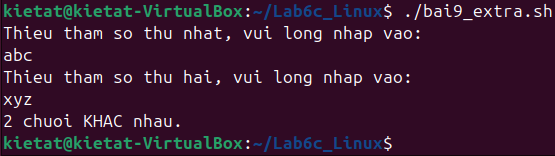 kietat@kietat-VirtualBox:~/Lab6c_Linux$ ./bai9_extra.sh
Thieu tham so thu nhat, vui long nhap vao:
abc
Thieu tham so thu hai, vui long nhap vao:
xyz
2 chuoi KHAC nhau.
kietat@kietat-VirtualBox:~/Lab6c_Linux$